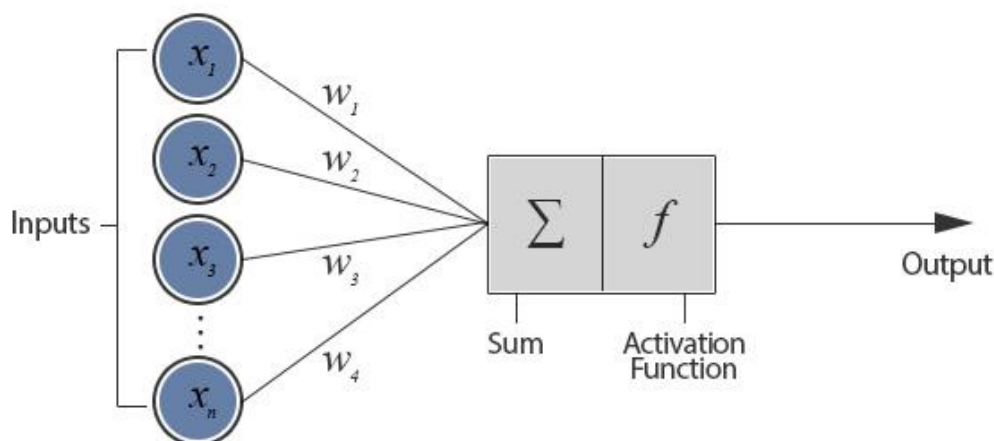 x₁
w₁
x₂
w₂
Inputs
x₃
w₃
Σ
f
Output
Sum
Activation
Function
w₄
xₙ